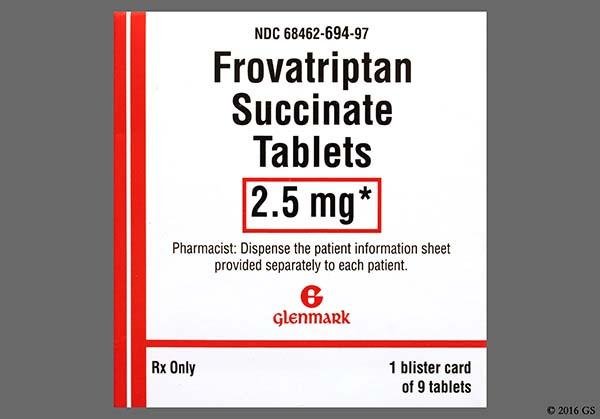 NDC 68462-694-97
Frovatriptan
Succinate
Tablets
2.5 mg*
Pharmacist: Dispense the patient information sheet
provided separately to each patient.
G
Glenmark
Rx Only
1 blister card
of 9 tablets
© 2016 GS